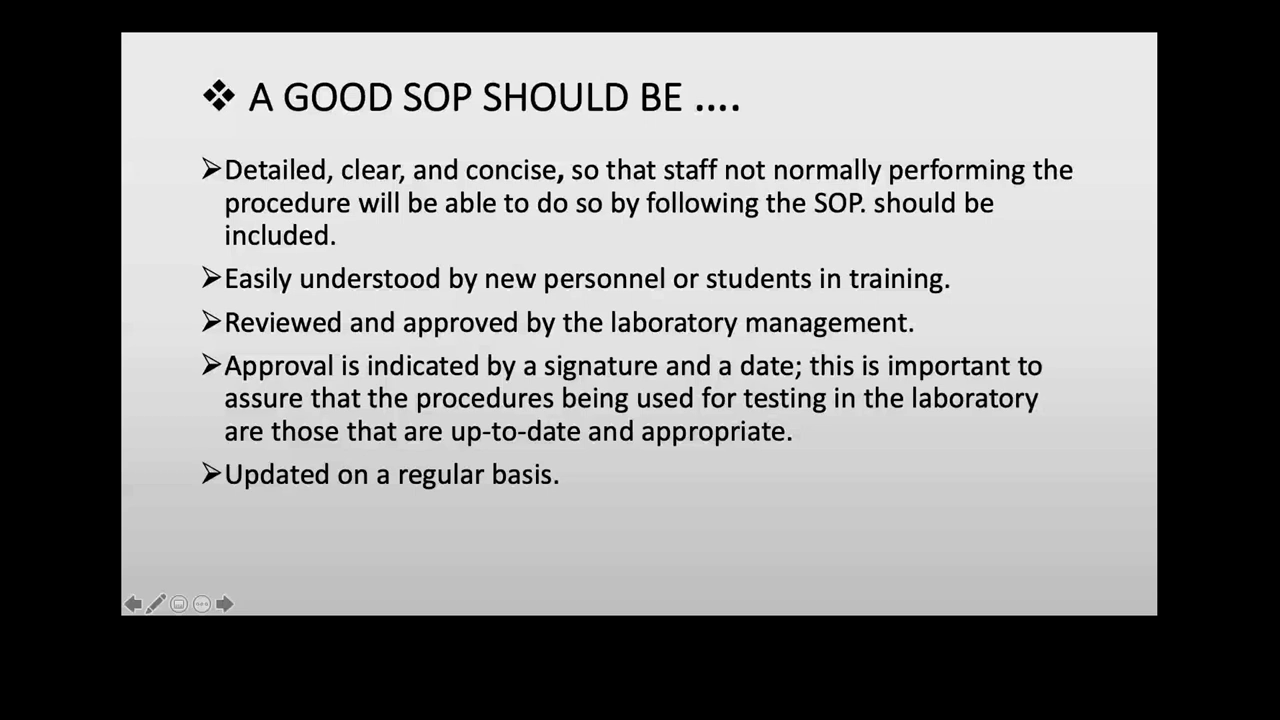 ❖ A GOOD SOP SHOULD BE ....
➢Detailed, clear, and concise, so that staff not normally performing the
procedure will be able to do so by following the SOP. should be
included.
➢Easily understood by new personnel or students in training.
➢Reviewed and approved by the laboratory management.
➢Approval is indicated by a signature and a date; this is important to
assure that the procedures being used for testing in the laboratory
are those that are up-to-date and appropriate.
➢Updated on a regular basis.